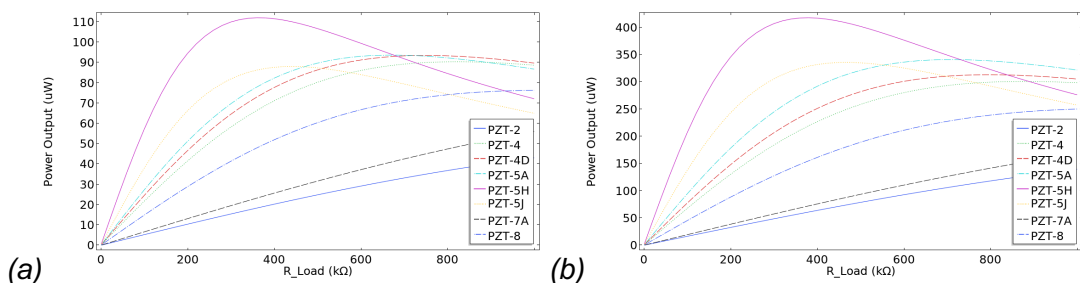 110
100
90
80
70
60
50
40
30
20
10
0
Power Output (uW)
0 200 400 600 800
R_Load (kΩ)
PZT-2
PZT-4
PZT-4D
PZT-5A
PZT-5H
PZT-5J
PZT-7A
PZT-8
(a)
400
350
300
250
200
150
100
50
0
Power Output (uW)
0 200 400 600 800
R_Load (kΩ)
PZT-2
PZT-4
PZT-4D
PZT-5A
PZT-5H
PZT-5J
PZT-7A
PZT-8
(b)